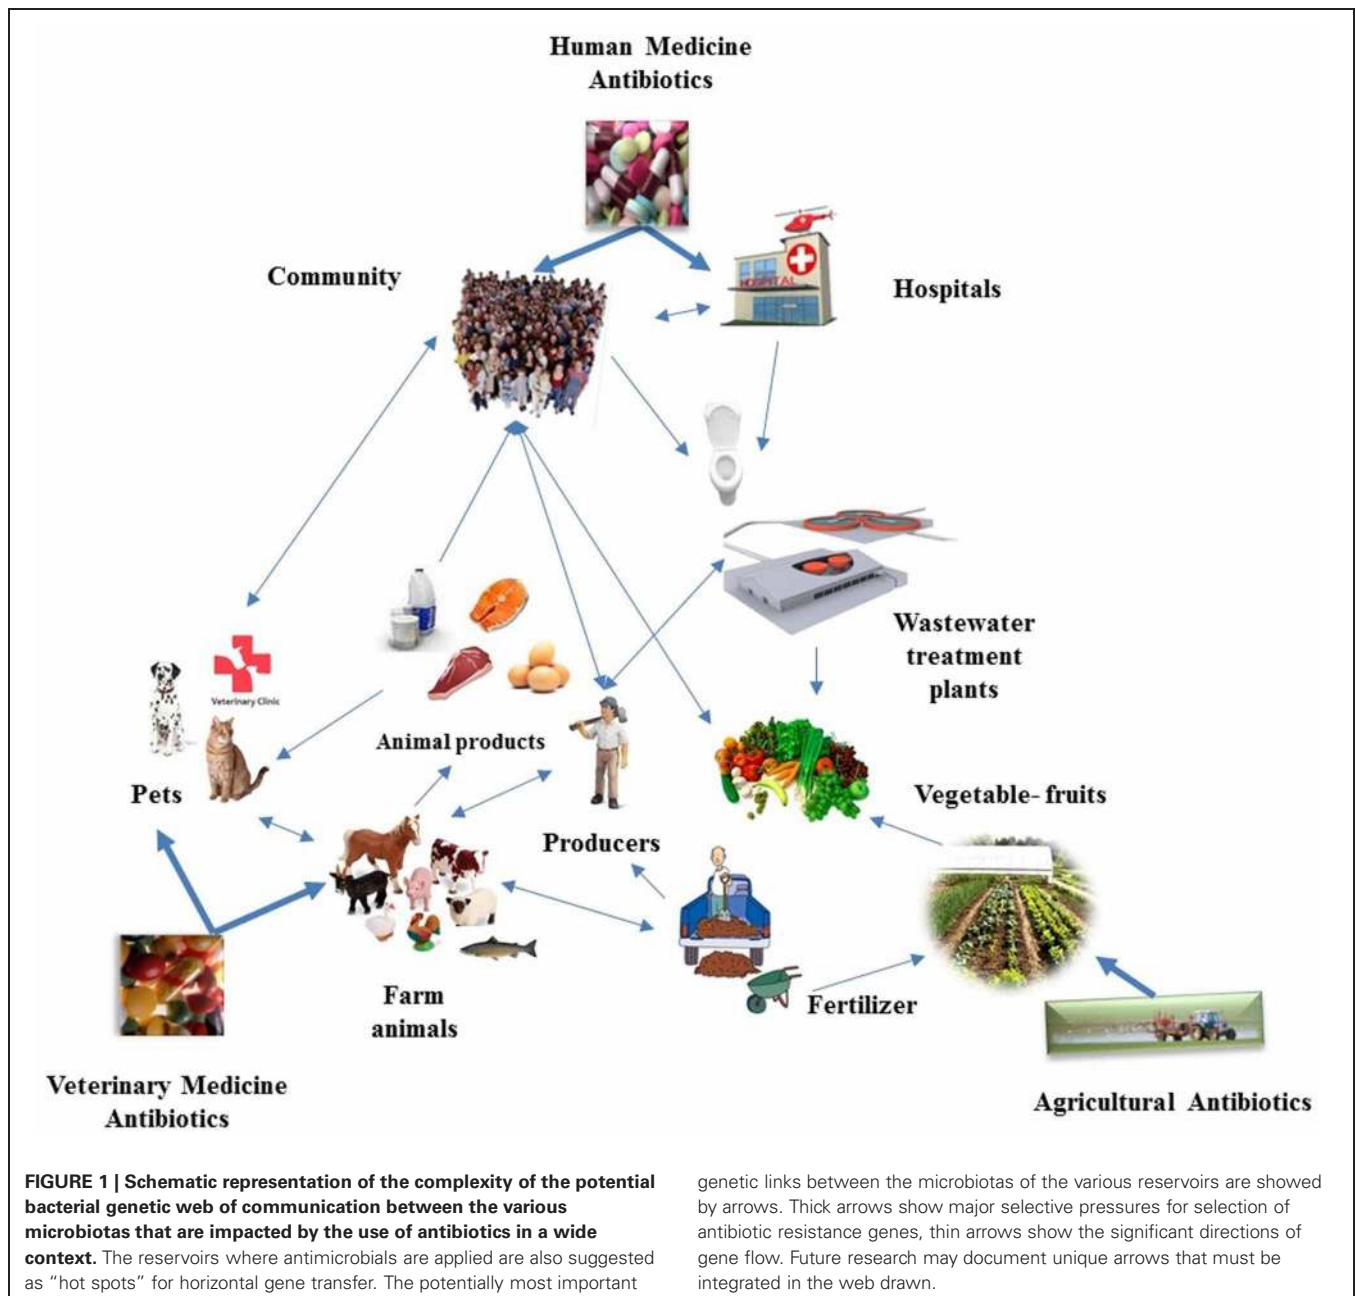 Human Medicine
Antibiotics
Community
HOSPITAL
Hospitals
Wastewater
treatment
plants
Veterinary Clinic
Animal products
Pets
Vegetable- fruits
Producers
Farm
animals
Fertilizer
Veterinary Medicine
Antibiotics
Agricultural Antibiotics
FIGURE 1 | Schematic representation of the complexity of the potential
bacterial genetic web of communication between the various
microbiotas that are impacted by the use of antibiotics in a wide
context. The reservoirs where antimicrobials are applied are also suggested
as “hot spots” for horizontal gene transfer. The potentially most important
genetic links between the microbiotas of the various reservoirs are showed
by arrows. Thick arrows show major selective pressures for selection of
antibiotic resistance genes, thin arrows show the significant directions of
gene flow. Future research may document unique arrows that must be
integrated in the web drawn.